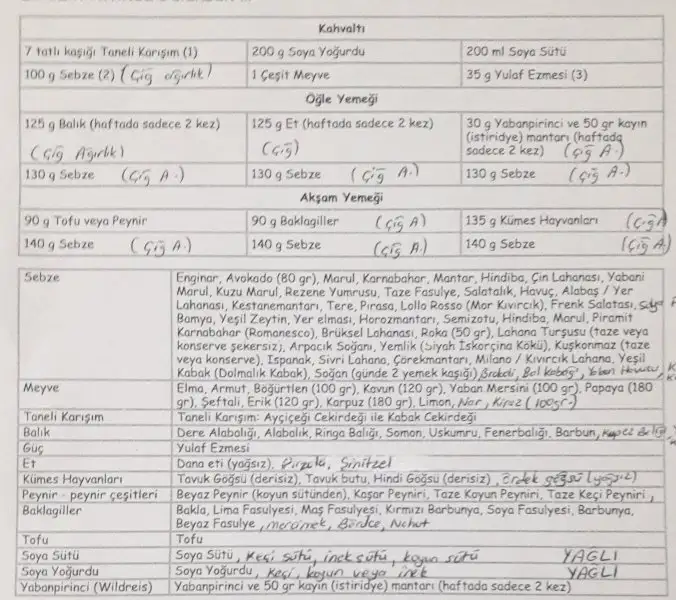 Kahvaltı
7 tatlı kaşığı Taneli Karışım (1) 200 g Soya Yoğurdu 200 ml Soya Sütü
100 g Sebze (2) (Çiğ ağırlık) 1 Çeşit Meyve 35 g Yulaf Ezmesi (3)
Öğle Yemeği
125 g Balık (haftada sadece 2 kez) 125 g Et (haftada sadece 2 kez) 30 g Yabanpirinci ve 50 gr kayın
(istiridye) mantarı (haftada
(Çiğ Ağırlık) (Çiğ) sadece 2 kez) (Çiğ A.)
130 g Sebze (Çiğ A.) 130 g Sebze (Çiğ A.) 130 g Sebze (Çiğ A.)
Akşam Yemeği
90 g Tofu veya Peynir 90 g Baklagiller (Çiğ A) 135 g Kümes Hayvanları (Çiğ A
140 g Sebze (Çiğ A.) 140 g Sebze (Çiğ A.) 140 g Sebze (Çiğ A.)
Sebze Enginar, Avokado (80 gr), Marul, Karnabahar, Mantar, Hindiba, Çin Lahanası, Yabani
Marul, Kuzu Marul, Rezene Yumrusu, Taze Fasulye, Salatalık, Havuç, Alabaş / Yer
Lahanası, Kestanemantarı, Tere, Pırasa, Lollo Rosso (Mor Kıvırcık), Frenk Salatası,
Bamya, Yeşil Zeytin, Yer elması, Horozmantarı, Semizotu, Hindiba, Marul, Piramit
Karnabahar (Romanesco), Brüksel Lahanası, Roka (50 gr), Lahana Turşusu (taze veya
konserve şekersiz), Arpacık Soğanı, Yemlik (Siyah İskorçina Kökü), Kuşkonmaz (taze
veya konserve), Ispanak, Sivri Lahana, Çörekmantarı, Milano / Kıvırcık Lahana, Yeşil
Kabak (Dolmalık Kabak), Soğan (günde 2 yemek kaşığı) Brokoli, Bal Kabağı, Yaban Havucu,
Meyve Elma, Armut, Böğürtlen (100 gr), Kavun (120 gr), Yaban Mersini (100 gr), Papaya (180
gr), Şeftali, Erik (120 gr), Karpuz (180 gr), Limon, Nar, Kiraz (100gr.)
Taneli Karışım Taneli Karışım: Ayçiçeği Çekirdeği ile Kabak Çekirdeği
Balık Dere Alabalığı, Alabalık, Ringa Balığı, Somon, Uskumru, Fenerbalığı, Barbun,
Güç Yulaf Ezmesi
Et Dana eti (yağsız), Pirzola, Şinitzel
Kümes Hayvanları Tavuk Göğsü (derisiz), Tavuk butu, Hindi Göğsü (derisiz), Ördek göğsü (yağsız)
Peynir - peynir çeşitleri Beyaz Peynir (koyun sütünden), Kaşar Peyniri, Taze Koyun Peyniri, Taze Keçi Peyniri,
Baklagiller Bakla, Lima Fasulyesi, Maş Fasulyesi, Kırmızı Barbunya, Soya Fasulyesi, Barbunya,
Beyaz Fasulye, mercimek, Börülce, Nohut
Tofu Tofu
Soya Sütü Soya Sütü, Keçi sütü, inek sütü, koyun sütü YAĞLI
Soya Yoğurdu Soya Yoğurdu, Keçi, koyun veya inek YAĞLI
Yabanpirinci (Wildreis) Yabanpirinci ve 50 gr kayın (istiridye) mantarı (haftada sadece 2 kez)